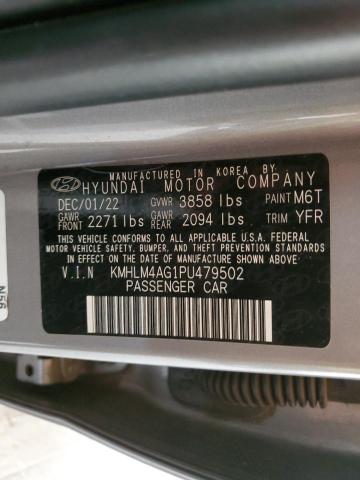 MANUFACTURED IN KOREA BY
HYUNDAI MOTOR COMPANY
DEC/01/22 GVWR 3858 lbs PAINT M6T
GAWR FRONT 2271 lbs GAWR REAR 2094 lbs TRIM YFR
THIS VEHICLE CONFORMS TO ALL APPLICABLE U.S.A. FEDERAL
MOTOR VEHICLE SAFETY, BUMPER, AND THEFT PREVENTION
STANDARDS IN EFFECT ON THE DATE OF MANUFACTURE SHOWN ABOVE.
V.I.N KMHLM4AG1PU479502
PASSENGER CAR
N56